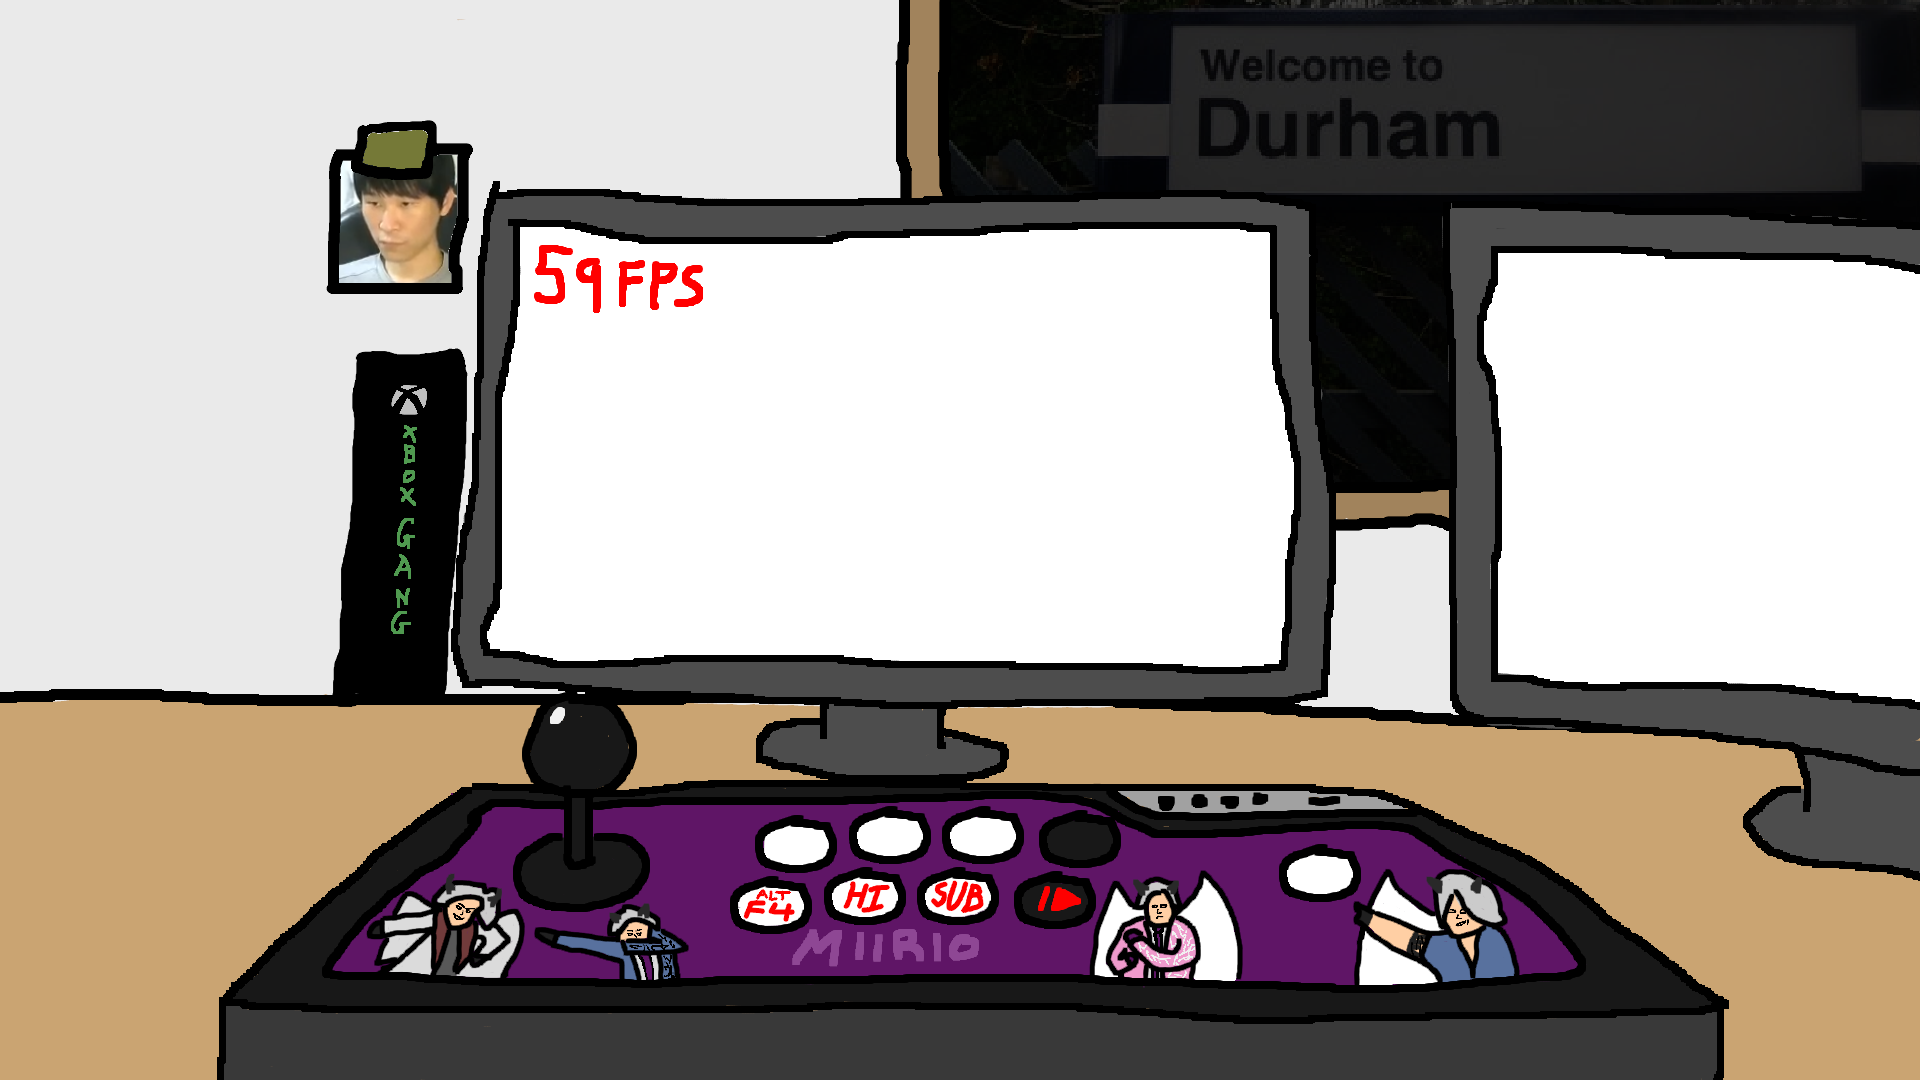 Welcome to
Durham
59 FPS
XBOX GANG
ALT
F4
HI
SUB
MIIRIO